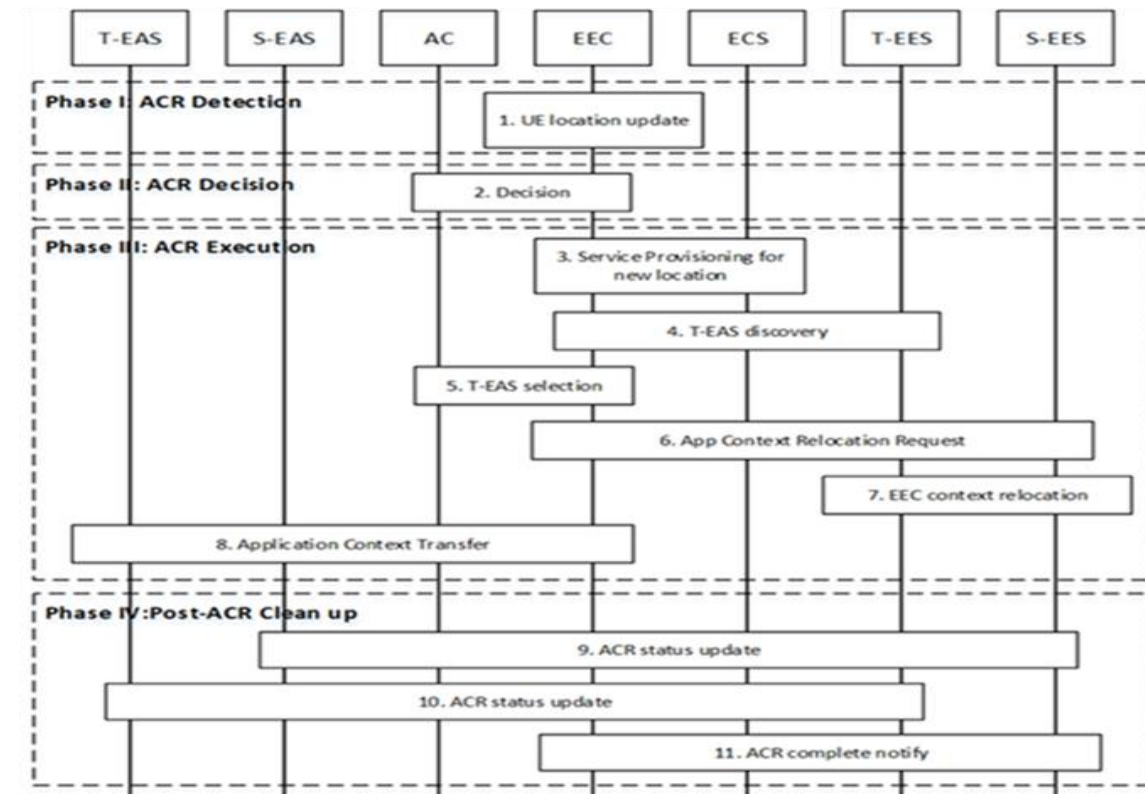 T-EAS S-EAS AC EEC ECS T-EES S-EES
Phase I: ACR Detection
1. UE location update
Phase II: ACR Decision
2. Decision
Phase III: ACR Execution
3. Service Provisioning for
new location
4. T-EAS discovery
5. T-EAS selection
6. App Context Relocation Request
7. EEC context relocation
8. Application Context Transfer
Phase IV:Post-ACR Clean up
9. ACR status update
10. ACR status update
11. ACR complete notify